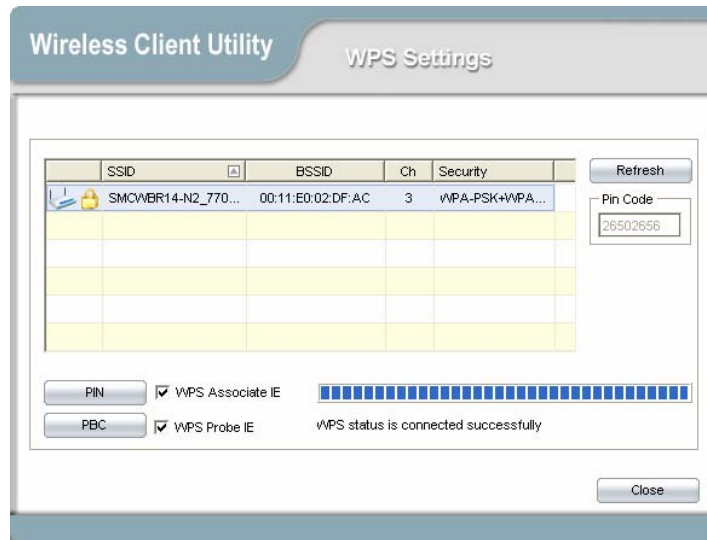 Wireless Client Utility
WPS Settings
SSID BSSID Ch Security
SMCWBR14-N2_770... 00:11:E0:02:DF:AC 3 WPA-PSK+WPA...
Refresh
Pin Code
26502656
PIN WPS Associate IE
PBC WPS Probe IE WPS status is connected successfully
Close